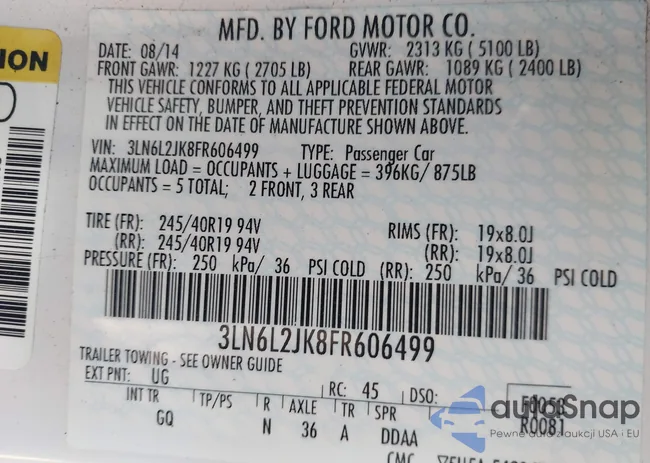 MFD. BY FORD MOTOR CO.
DATE: 08/14 GVWR: 2313 KG ( 5100 LB)
FRONT GAWR: 1227 KG ( 2705 LB) REAR GAWR: 1089 KG ( 2400 LB)
THIS VEHICLE CONFORMS TO ALL APPLICABLE FEDERAL MOTOR
VEHICLE SAFETY, BUMPER, AND THEFT PREVENTION STANDARDS
IN EFFECT ON THE DATE OF MANUFACTURE SHOWN ABOVE.
VIN: 3LN6L2JK8FR606499 TYPE: Passenger Car
MAXIMUM LOAD = OCCUPANTS + LUGGAGE = 396KG/ 875LB
OCCUPANTS = 5 TOTAL; 2 FRONT, 3 REAR
TIRE (FR): 245/40R19 94V RIMS (FR): 19x8.0J
(RR): 245/40R19 94V (RR): 19x8.0J
PRESSURE (FR): 250 kPa/ 36 PSI COLD (RR): 250 kPa/ 36 PSI COLD
3LN6L2JK8FR606499
TRAILER TOWING - SEE OWNER GUIDE
EXT PNT: UG RC: 45 DSO: F0058
R0081
INT TR TP/PS R AXLE TR SPR
GQ N 36 A DDAA
ION
autoSnap
Pewne auta z aukcji USA i EU